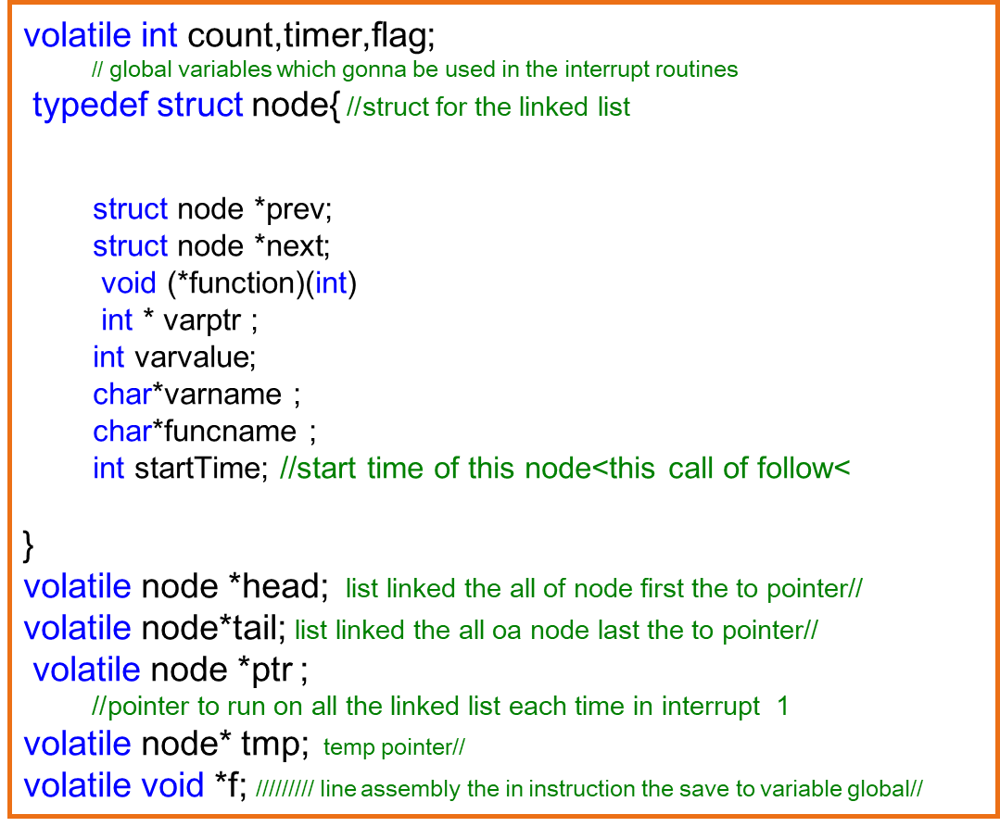 volatile int count,timer,flag;
// global variables which gonna be used in the interrupt routines
typedef struct node{ //struct for the linked list
struct node *prev;
struct node *next;
void (*function)(int)
int * varptr ;
int varvalue;
char*varname ;
char*funcname ;
int startTime; //start time of this node<this call of follow<
}
volatile node *head; list linked the all of node first the to pointer//
volatile node*tail; list linked the all oa node last the to pointer//
volatile node *ptr ;
//pointer to run on all the linked list each time in interrupt 1
volatile node* tmp; temp pointer//
volatile void *f; ///////// line assembly the in instruction the save to variable global//